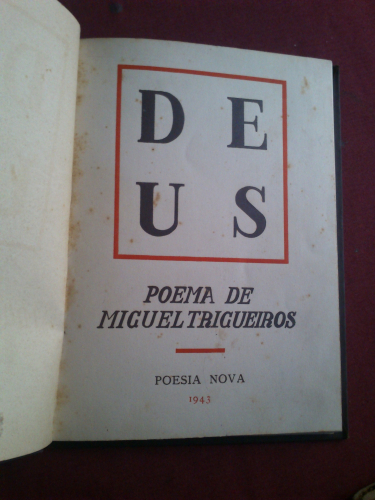 D E
U S
POEMA DE
MIGUEL TRIGUEIROS
POESIA NOVA
1943